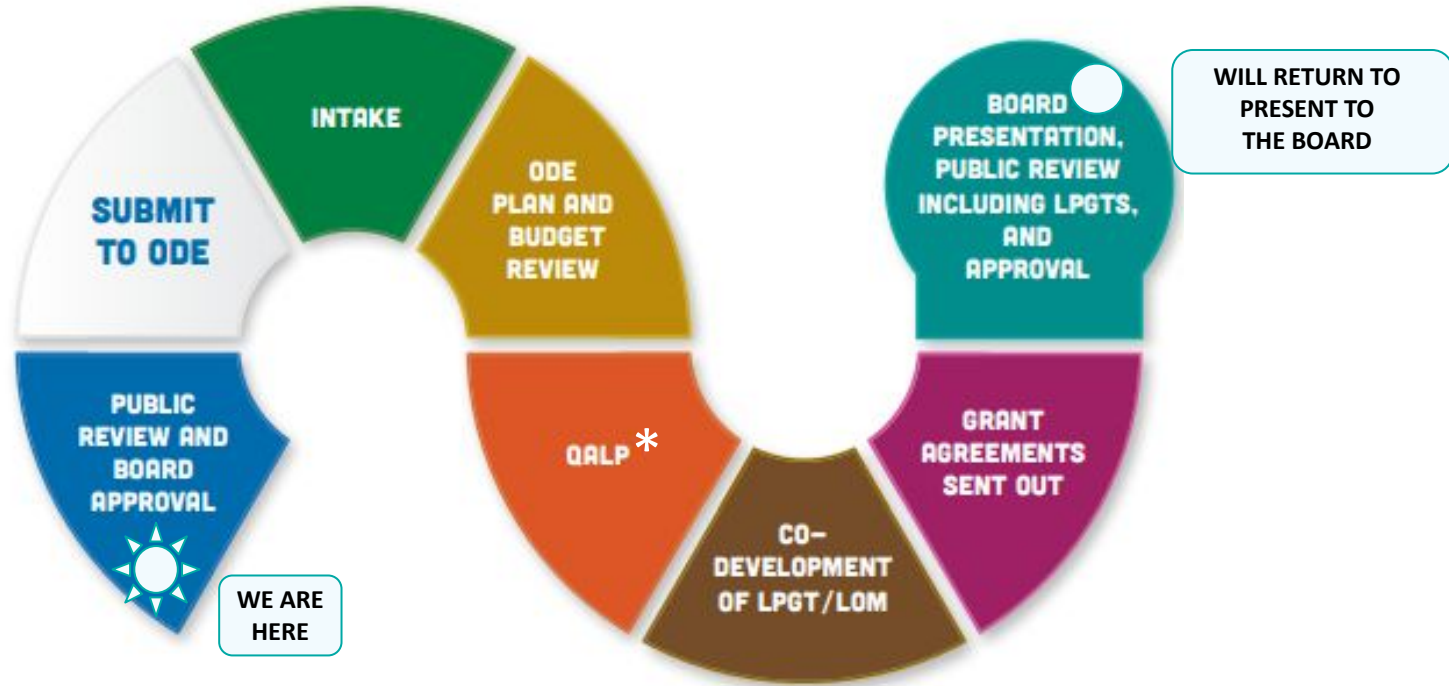 PUBLIC
REVIEW AND
BOARD
APPROVAL
WE ARE
HERE
SUBMIT
TO ODE
INTAKE
ODE
PLAN AND
BUDGET
REVIEW
QALP*
CO-
DEVELOPMENT
OF LPGT/LOM
GRANT
AGREEMENTS
SENT OUT
BOARD
PRESENTATION,
PUBLIC REVIEW
INCLUDING LPGTS,
AND
APPROVAL
WILL RETURN TO
PRESENT TO
THE BOARD